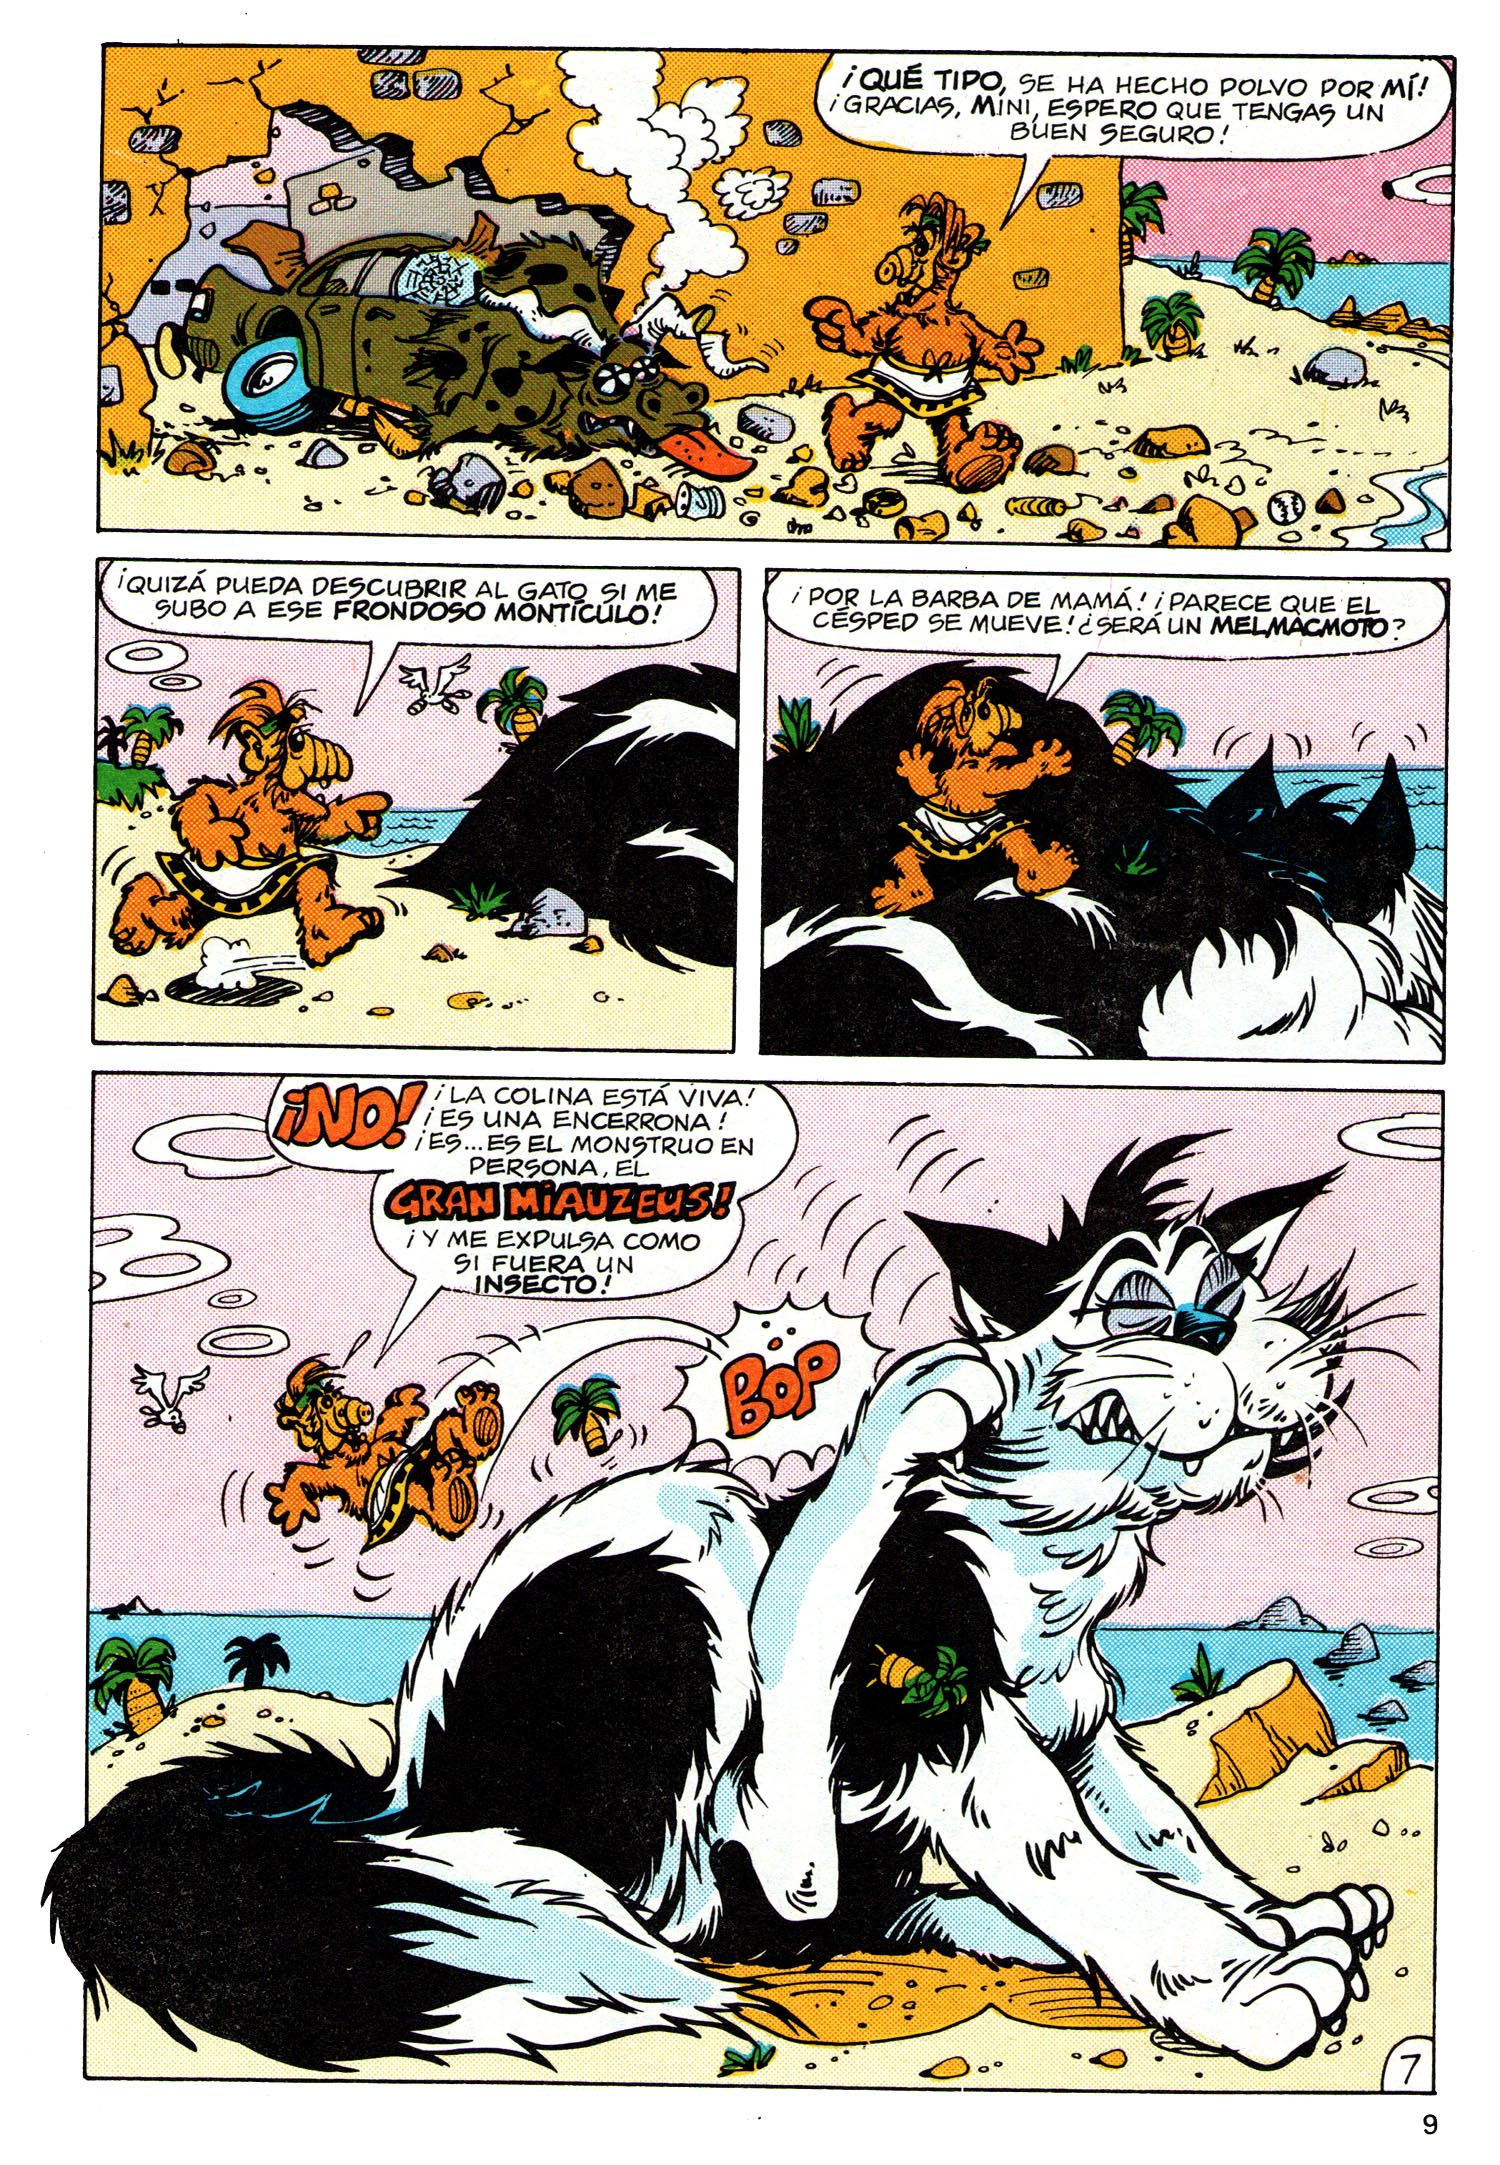 ¡QUÉ TIPO, SE HA HECHO POLVO POR MÍ!
¡GRACIAS, MINI, ESPERO QUE TENGAS UN
BUEN SEGURO!
¡QUIZÁ PUEDA DESCUBRIR AL GATO SI ME
SUBO A ESE FRONDOSO MONTÍCULO!
¡POR LA BARBA DE MAMÁ! ¡PARECE QUE EL
CÉSPED SE MUEVE! ¿SERÁ UN MELMACMOTO?
¡NO! ¡LA COLINA ESTÁ VIVA!
¡ES UNA ENCERRONA!
¡ES...ES EL MONSTRUO EN
PERSONA, EL
GRAN MIAUZEUS!
¡Y ME EXPULSA COMO
SI FUERA UN
INSECTO!
BOP
7
9